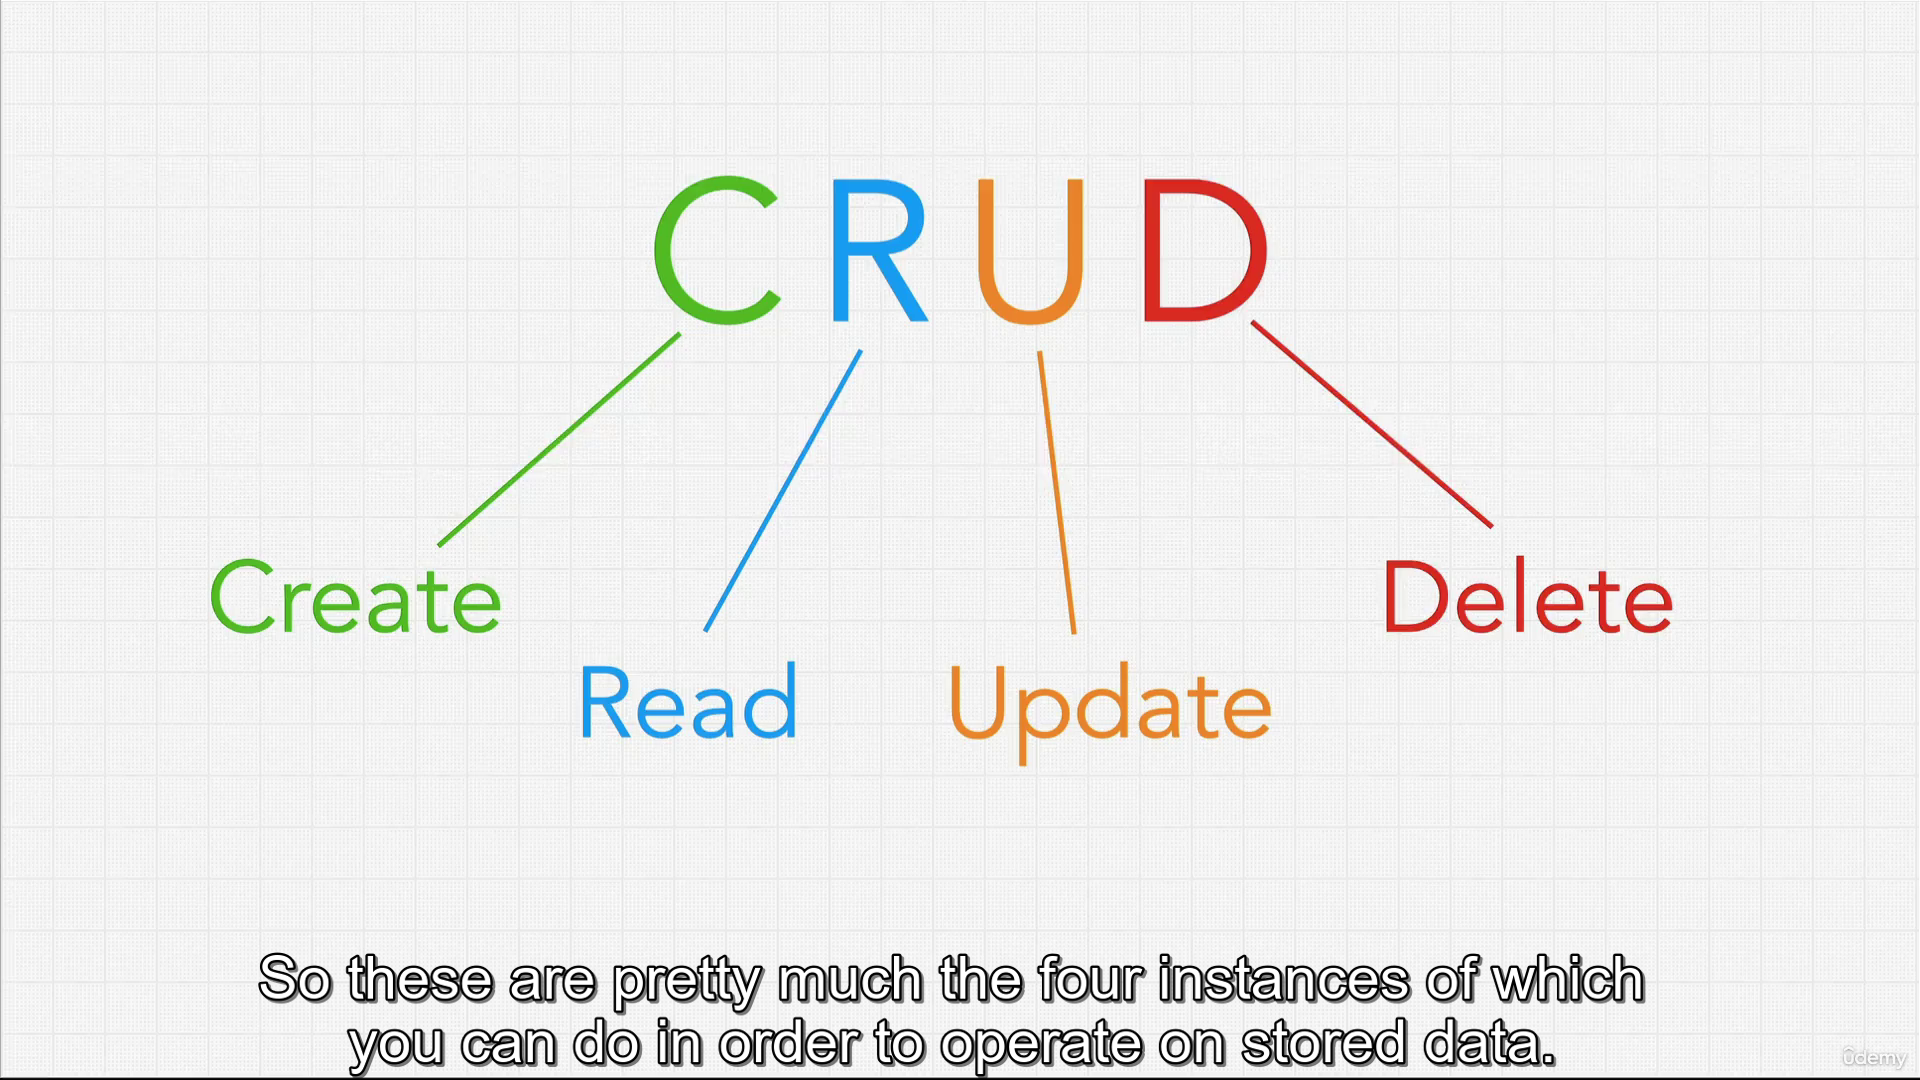 CRUD
Create
Delete
Read
Update
So these are pretty much the four instances of which
you can do in order to operate on stored data.
ûdemy